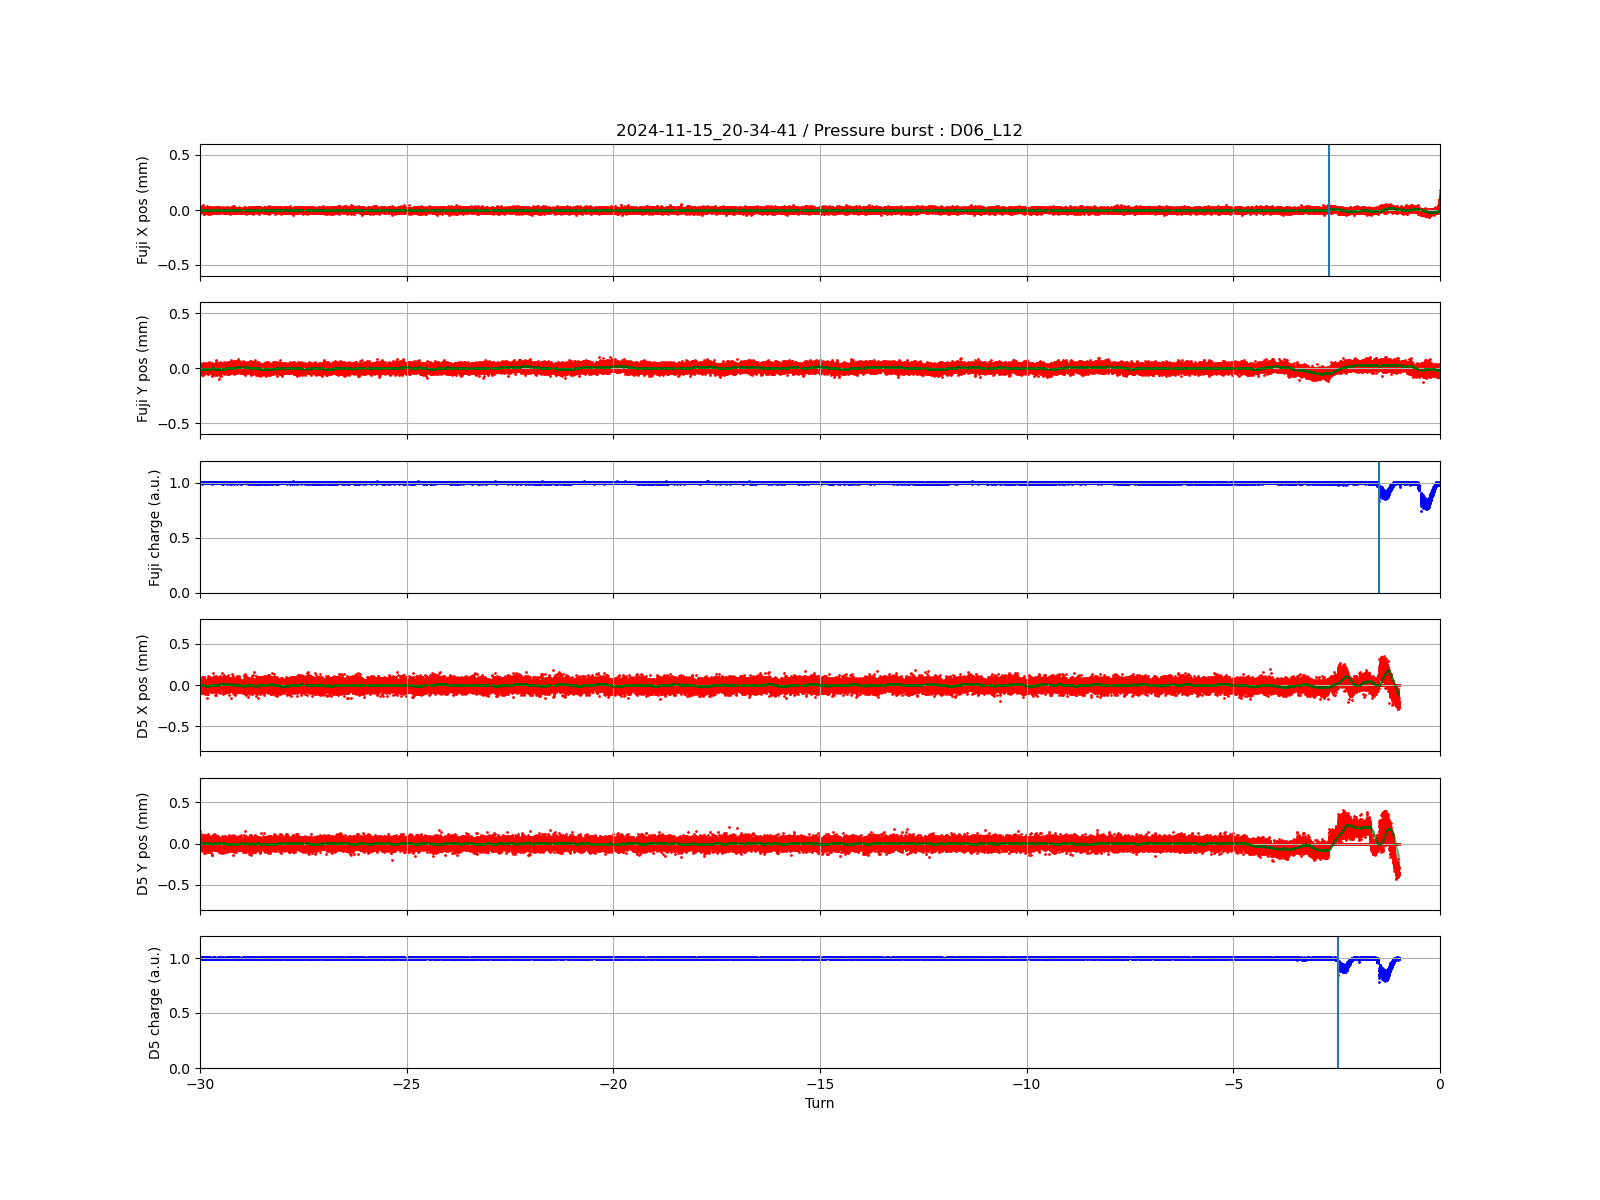 2024-11-15_20-34-41 / Pressure burst : D06_L12
Fuji X pos (mm)
0.5
0.0
−0.5
Fuji Y pos (mm)
0.5
0.0
−0.5
Fuji charge (a.u.)
1.0
0.5
0.0
D5 X pos (mm)
0.5
0.0
−0.5
D5 Y pos (mm)
0.5
0.0
−0.5
D5 charge (a.u.)
1.0
0.5
0.0
−30 −25 −20 −15 −10 −5 0
Turn